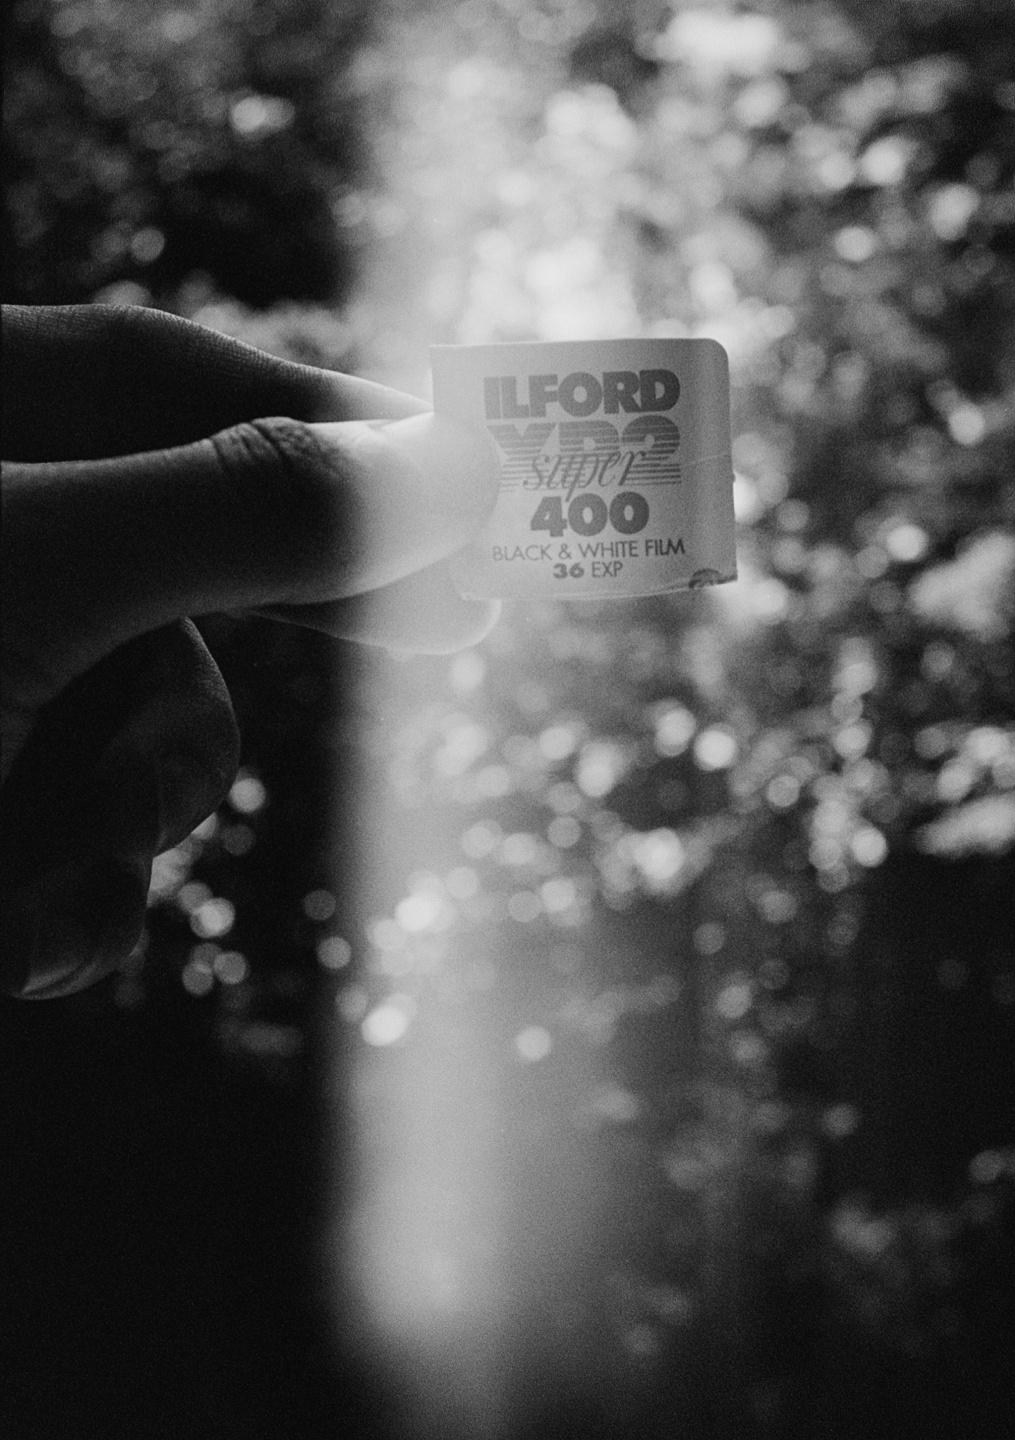 ILFORD
XP2
super
400
BLACK & WHITE FILM
36 EXP